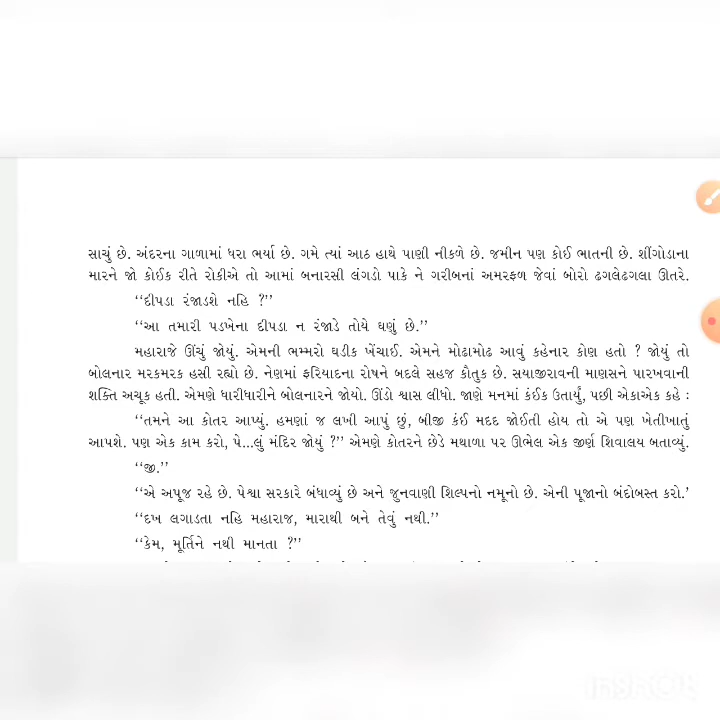 સાચું છે. અંદરના ગાળામાં ધરા ભર્યા છે. ગમે ત્યાં આઠ હાથે પાણી નીકળે છે. જમીન પણ કોઈ ભાતની છે. શીંગોડાના
મારને જો કોઈક રીતે રોકીએ તો આમાં બનારસી લંગડો પાકે ને ગરીબનાં અમરફળ જેવાં બોરો ઢગલેઢગલા ઊતરે.
‘‘દીપડા રંજાડશે નહિ ?’’
‘‘આ તમારી પડખેના દીપડા ન રંજાડે તોયે ઘણું છે.’’
મહારાજે ઊંચું જોયું. એમની ભમ્મરો ઘડીક ખેંચાઈ. એમને મોઢામોઢ આવું કહેનાર કોણ હતો ? જોયું તો
બોલનાર મરકમરક હસી રહ્યો છે. નેણમાં ફરિયાદના રોષને બદલે સહજ કૌતુક છે. સયાજીરાવની માણસને પારખવાની
શક્તિ અચૂક હતી. એમણે ધારીધારીને બોલનારને જોયો. ઊંડો શ્વાસ લીધો. જાણે મનમાં કંઈક ઉતાર્યું, પછી એકાએક કહે :
‘‘તમને આ કોતર આપ્યું. હમણાં જ લખી આપું છું, બીજી કંઈ મદદ જોઈતી હોય તો એ પણ ખેતીખાતું
આપશે. પણ એક કામ કરો, પે...લું મંદિર જોયું ?’’ એમણે કોતરને છેડે મથાળા પર ઊભેલ એક જીર્ણ શિવાલય બતાવ્યું.
‘‘જી.’’
‘‘એ અપૂજ રહે છે. પેશ્વા સરકારે બંધાવ્યું છે અને જુનવાણી શિલ્પનો નમૂનો છે. એની પૂજાનો બંદોબસ્ત કરો.’
‘‘દખ લગાડતા નહિ મહારાજ, મારાથી બને તેવું નથી.’’
‘‘કેમ, મૂર્તિને નથી માનતા ?’’